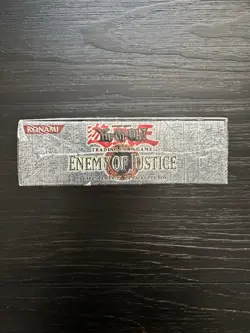 KONAMI
Yu-Gi-Oh!
TRADING CARD GAME
ENEMY OF JUSTICE